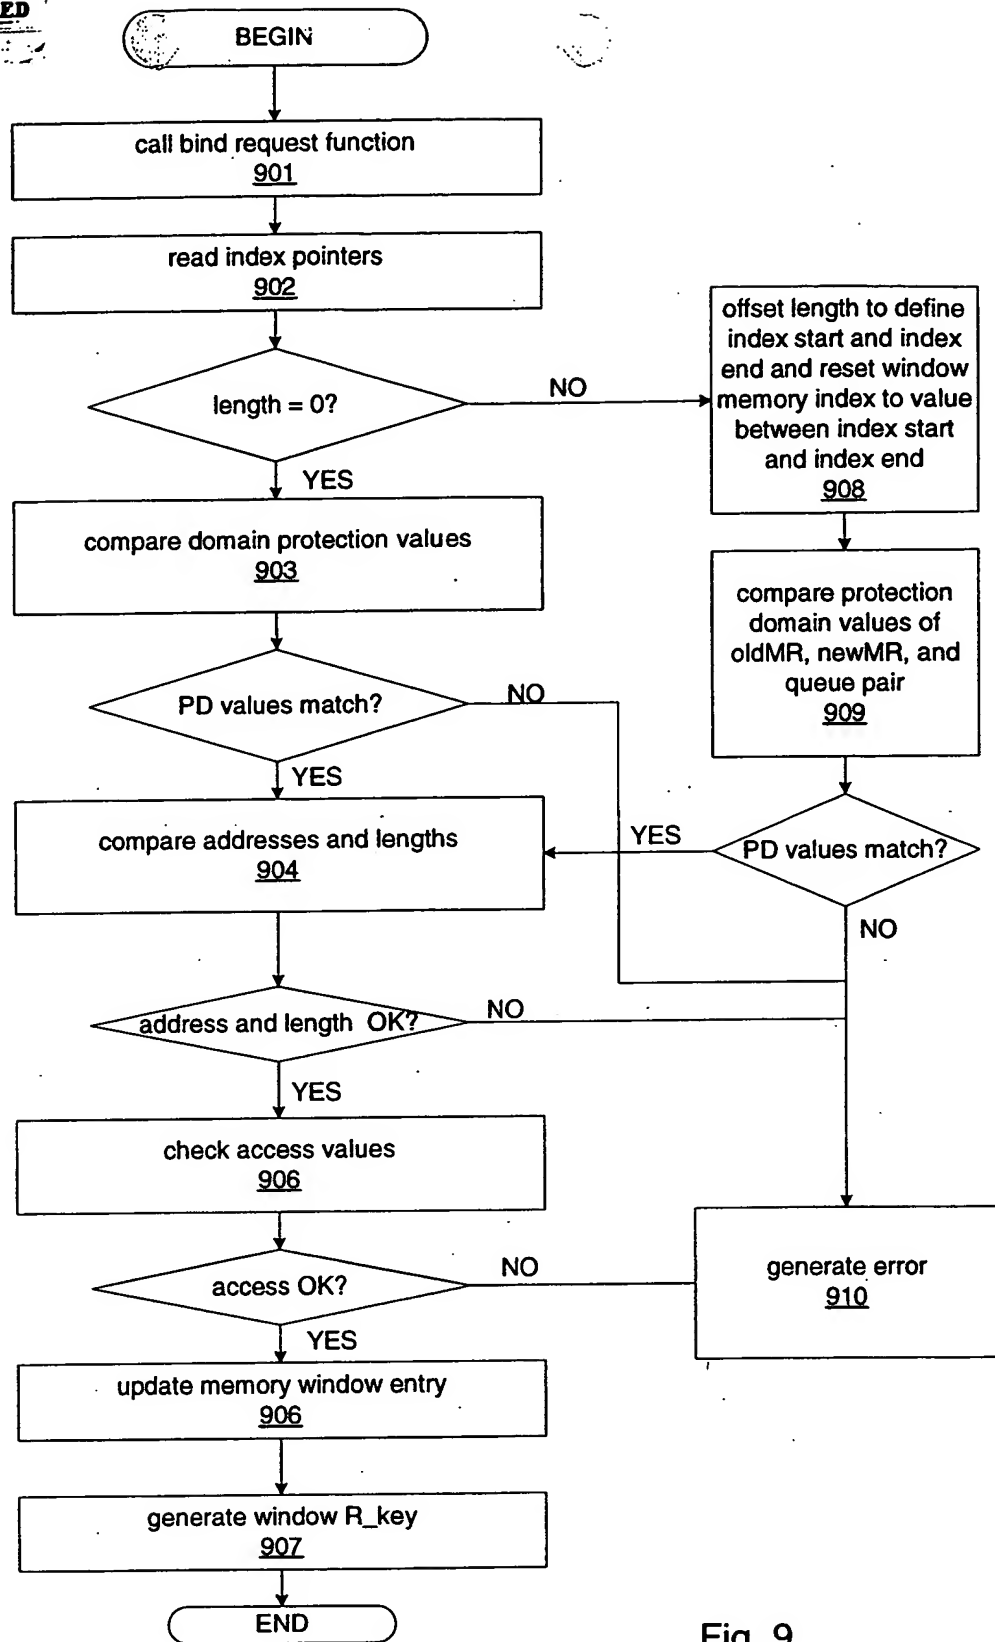 ED
BEGIN
call bind request function
901
read index pointers
902
length = 0?
NO
YES
offset length to define
index start and index
end and reset window
memory index to value
between index start
and index end
908
compare domain protection values
903
compare protection
domain values of
oldMR, newMR, and
queue pair
909
PD values match?
NO
YES
compare addresses and lengths
904
YES
PD values match?
NO
address and length OK?
NO
YES
check access values
906
access OK?
NO
YES
generate error
910
update memory window entry
906
generate window R_key
907
END
Fig. 9